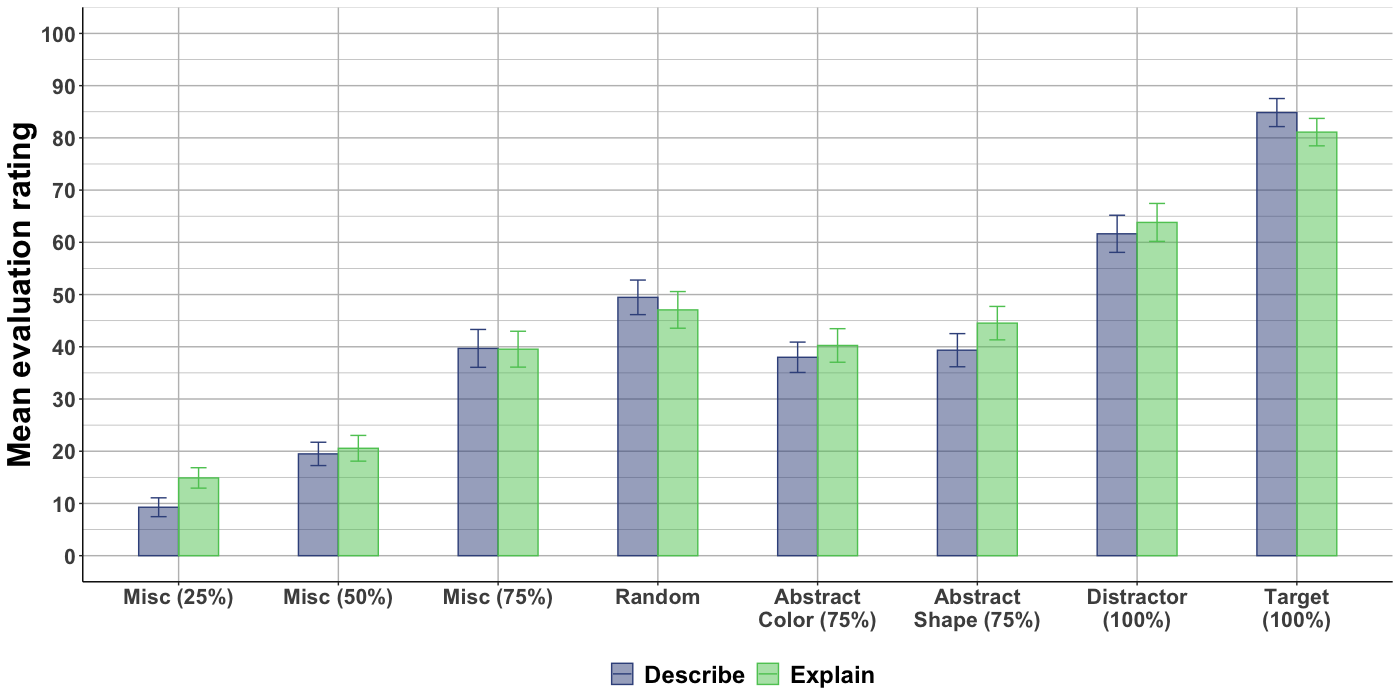 Mean evaluation rating
100
90
80
70
60
50
40
30
20
10
0
Misc (25%)
Misc (50%)
Misc (75%)
Random
Abstract
Color (75%)
Abstract
Shape (75%)
Distractor
(100%)
Target
(100%)
Describe
Explain